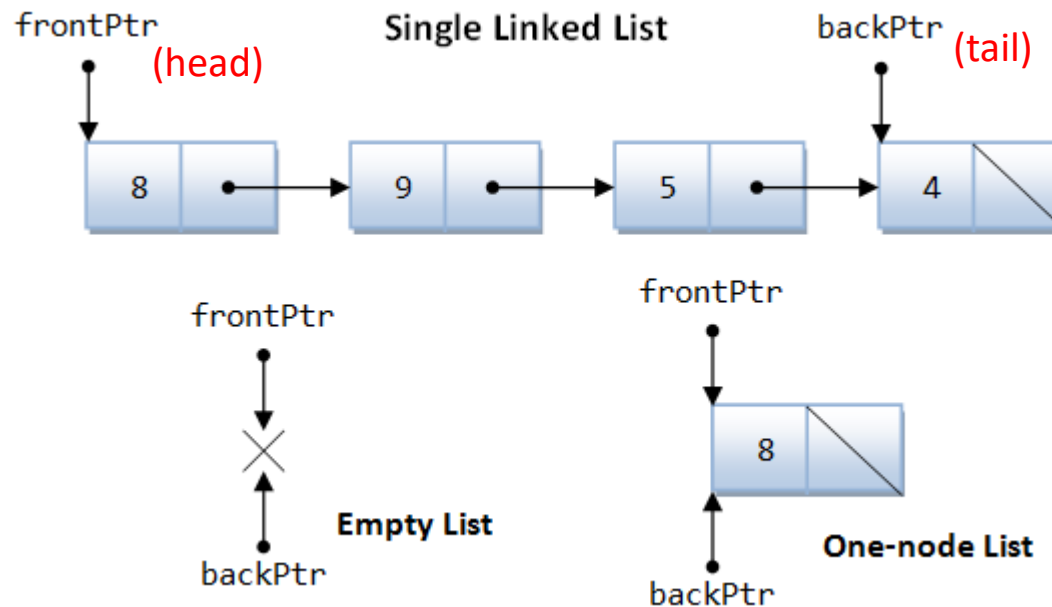 frontPtr
(head)
Single Linked List
backPtr
(tail)
8
9
5
4
frontPtr
backPtr
Empty List
frontPtr
8
backPtr
One-node List